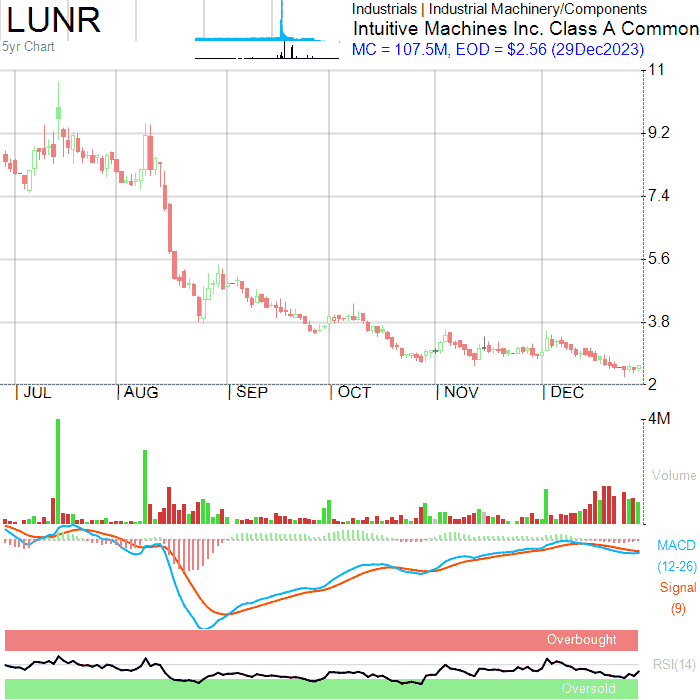 LUNR
5yr Chart
Industrials | Industrial Machinery/Components
Intuitive Machines Inc. Class A Common
MC = 107.5M, EOD = $2.56 (29Dec2023)
11
9.2
7.4
5.6
3.8
2
JUL
AUG
SEP
OCT
NOV
DEC
4M
Volume
MACD
(12-26)
Signal
(9)
Overbought
RSI(14)
Oversold